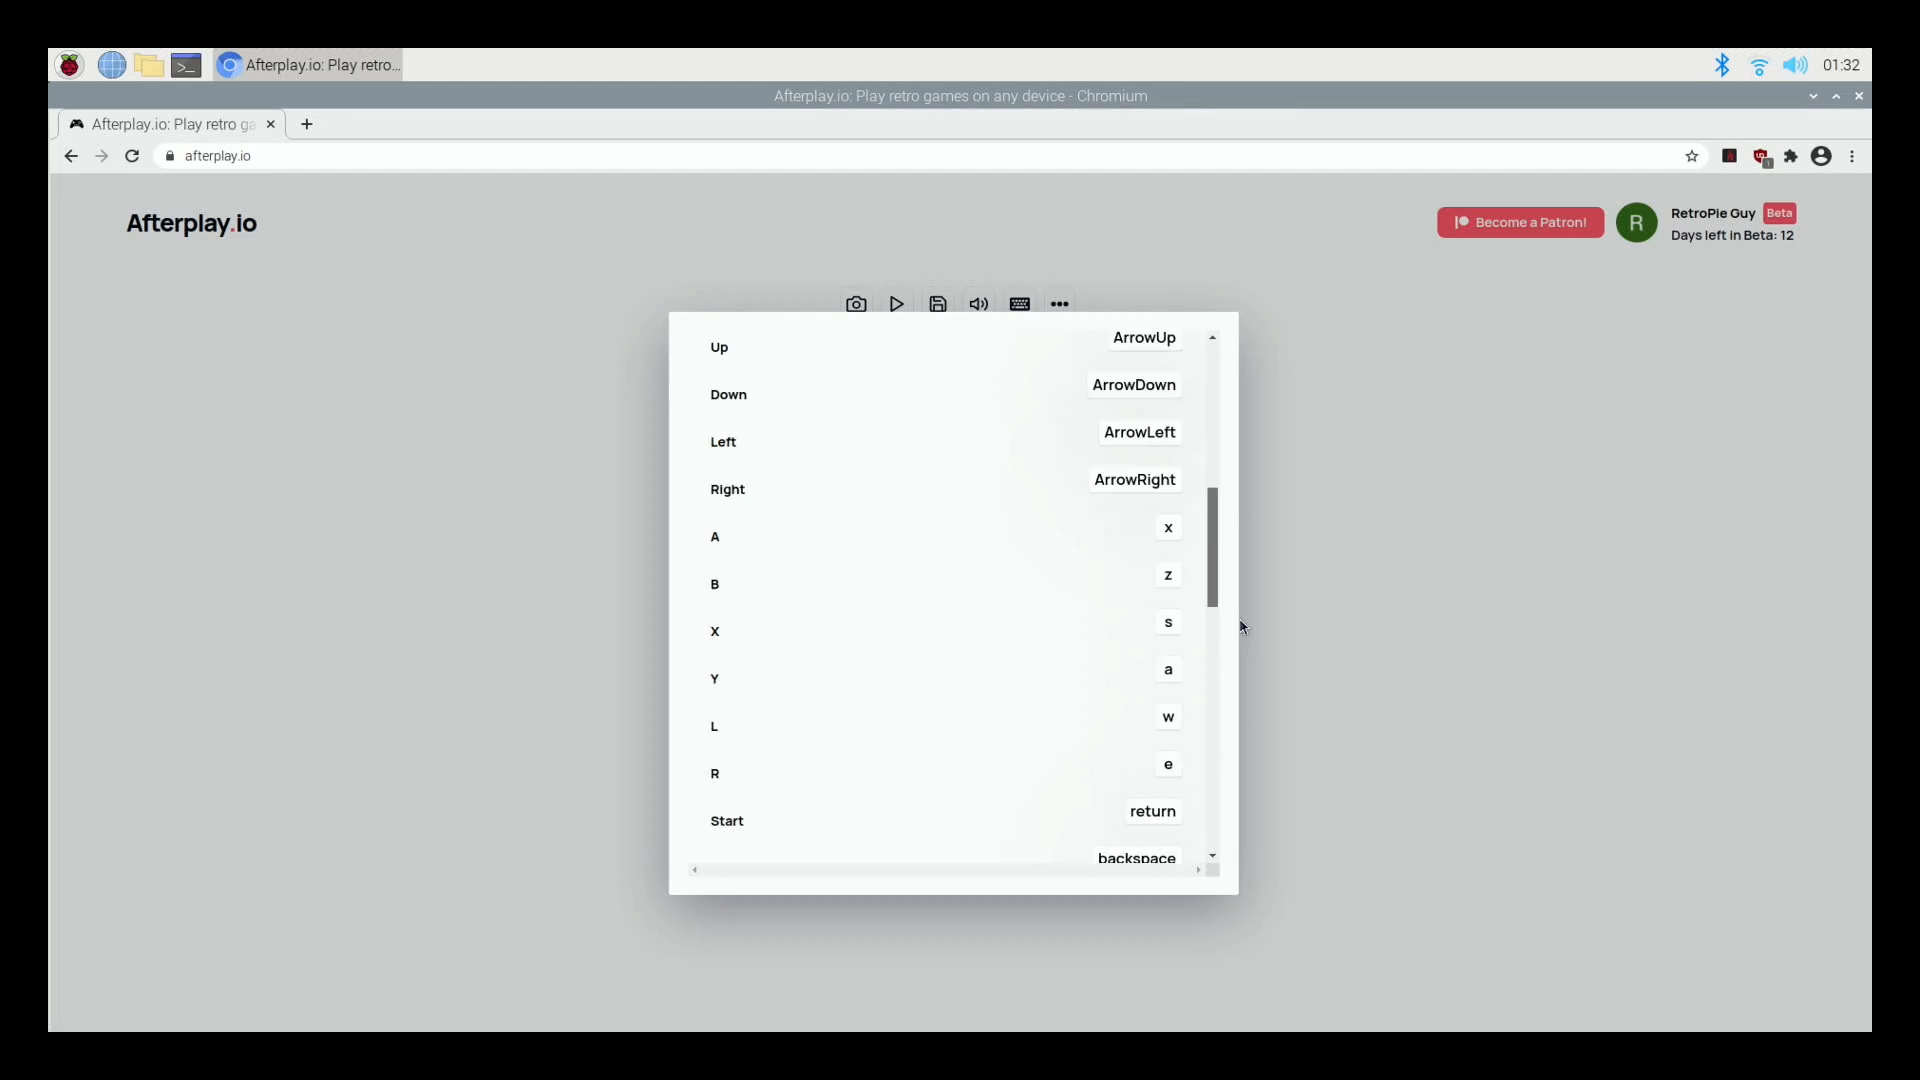 Afterplay.io: Play retro...
01:32
Afterplay.io: Play retro games on any device - Chromium
Afterplay.io: Play retro ga
afterplay.io
Afterplay.io
Become a Patron!
R
RetroPie Guy Beta
Days left in Beta: 12
Up ArrowUp
Down ArrowDown
Left ArrowLeft
Right ArrowRight
A x
B z
X s
Y a
L w
R e
Start return
backspace